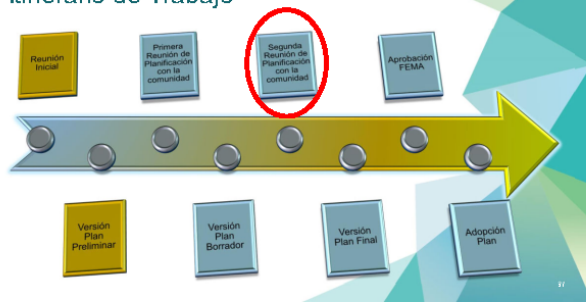 Itinerario de Trabajo
Reunión
Inicial
Primera
Reunión de
Planificación
con la
comunidad
Segunda
Reunión de
Planificación
con la
comunidad
Aprobación
FEMA
Versión
Plan
Preliminar
Versión
Plan
Borrador
Versión
Plan Final
Adopción
Plan